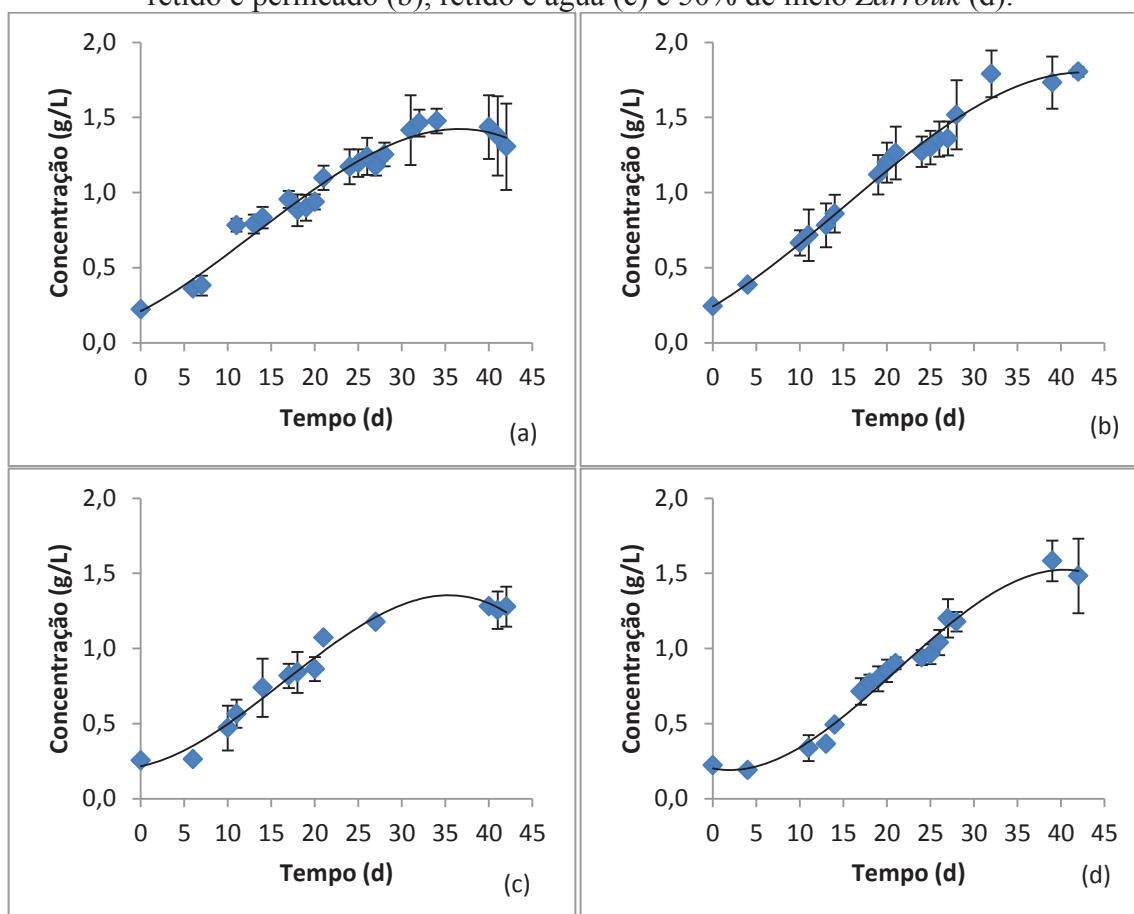 retido e permeado (b), retido e água (c) e 50% de meio Zarrouk (d).
2,0
1,5
1,0
0,5
0,0
Concentração (g/L)
0 5 10 15 20 25 30 35 40 45
Tempo (d)
(a)
2,0
1,5
1,0
0,5
0,0
Concentração (g/L)
0 5 10 15 20 25 30 35 40 45
Tempo (d)
(b)
2,0
1,5
1,0
0,5
0,0
Concentração (g/L)
0 5 10 15 20 25 30 35 40 45
Tempo (d)
(c)
2,0
1,5
1,0
0,5
0,0
Concentração (g/L)
0 5 10 15 20 25 30 35 40 45
Tempo (d)
(d)